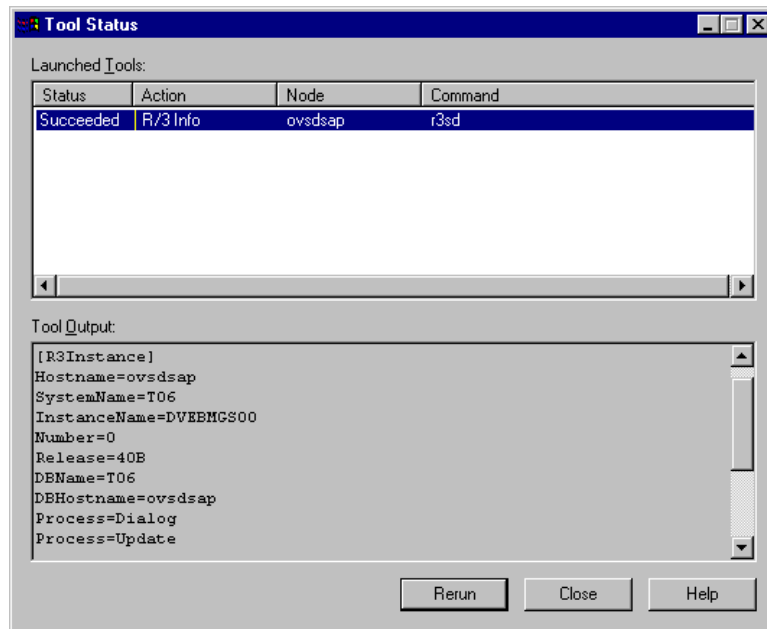 Tool Status
Launched Tools:
Status Action Node Command
Succeeded R/3 Info ovsdsap r3sd
Tool Output:
[R3Instance]
Hostname=ovsdsap
SystemName=T06
InstanceName=DVEBMGS00
Number=0
Release=40B
DBName=T06
DBHostname=ovsdsap
Process=Dialog
Process=Update
Rerun Close Help